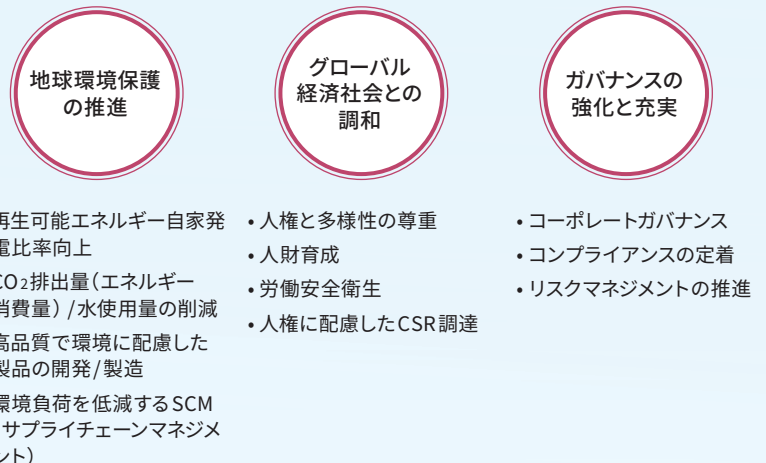 地球環境保護
の推進
グローバル
経済社会との
調和
ガバナンスの
強化と充実
再生可能エネルギー自家発
電比率向上
CO2排出量（エネルギー
消費量）/水使用量の削減
高品質で環境に配慮した
製品の開発/製造
環境負荷を低減するSCM
（サプライチェーンマネジメ
ント）
• 人権と多様性の尊重
• 人財育成
• 労働安全衛生
• 人権に配慮したCSR調達
• コーポレートガバナンス
• コンプライアンスの定着
• リスクマネジメントの推進